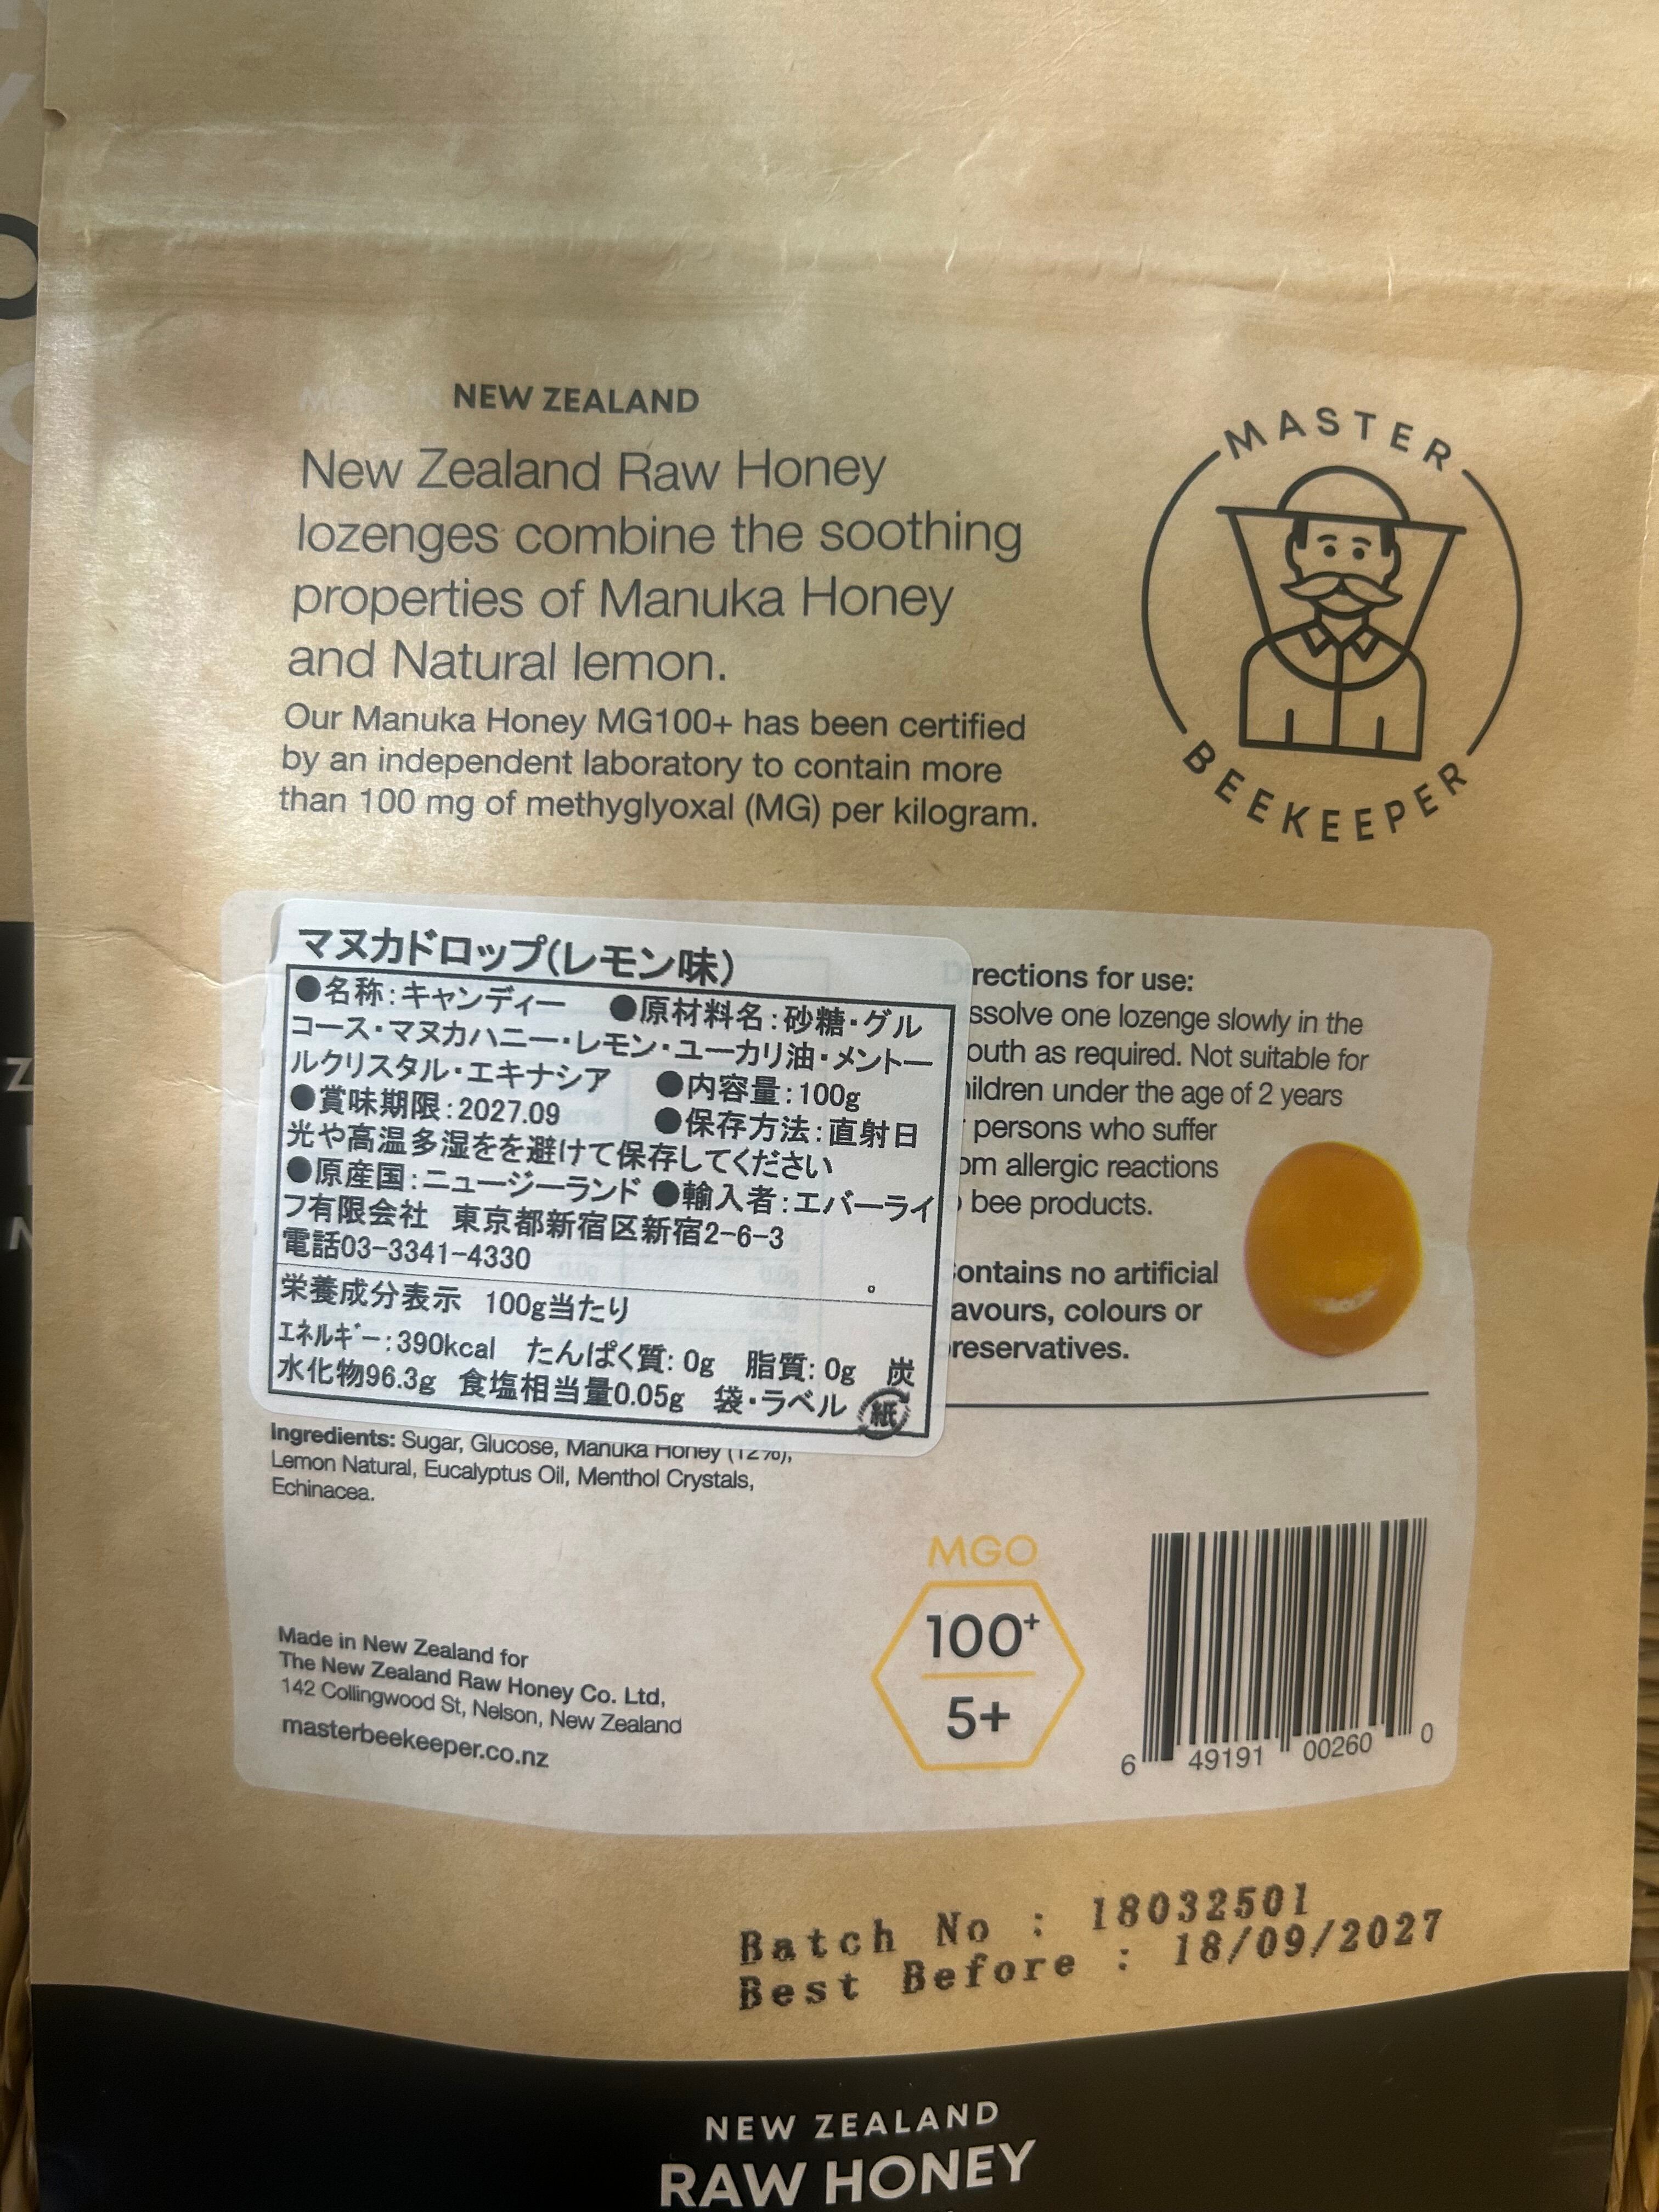 NEW ZEALAND
New Zealand Raw Honey
lozenges combine the soothing
properties of Manuka Honey
and Natural lemon.
Our Manuka Honey MG100+ has been certified
by an independent laboratory to contain more
than 100 mg of methyglyoxal (MG) per kilogram.
MASTER
BEEKEEPER
マヌカドロップ(レモン味)
●名称:キャンディー ●原材料名:砂糖・グル
コース・マヌカハニー・レモン・ユーカリ油・メントー
ルクリスタル・エキナシア ●内容量:100g
●賞味期限:2027.09 ●保存方法:直射日
光や高温多湿をを避けて保存してください
●原産国:ニュージーランド ●輸入者:エバーライ
フ有限会社 東京都新宿区新宿2-6-3
電話03-3341-4330
。
栄養成分表示 100g当たり
エネルギー:390kcal たんぱく質: 0g 脂質: 0g 炭
水化物96.3g 食塩相当量0.05g 袋・ラベル 紙
rections for use:
ssolve one lozenge slowly in the
outh as required. Not suitable for
ildren under the age of 2 years
persons who suffer
om allergic reactions
bee products.
ontains no artificial
avours, colours or
reservatives.
Ingredients: Sugar, Glucose, Manuka Honey (12%),
Lemon Natural, Eucalyptus Oil, Menthol Crystals,
Echinacea.
Made in New Zealand for
The New Zealand Raw Honey Co. Ltd,
142 Collingwood St, Nelson, New Zealand
masterbeekeeper.co.nz
MGO
100+
5+
6 49191 00260 0
Batch No : 18032501
Best Before : 18/09/2027
NEW ZEALAND
RAW HONEY